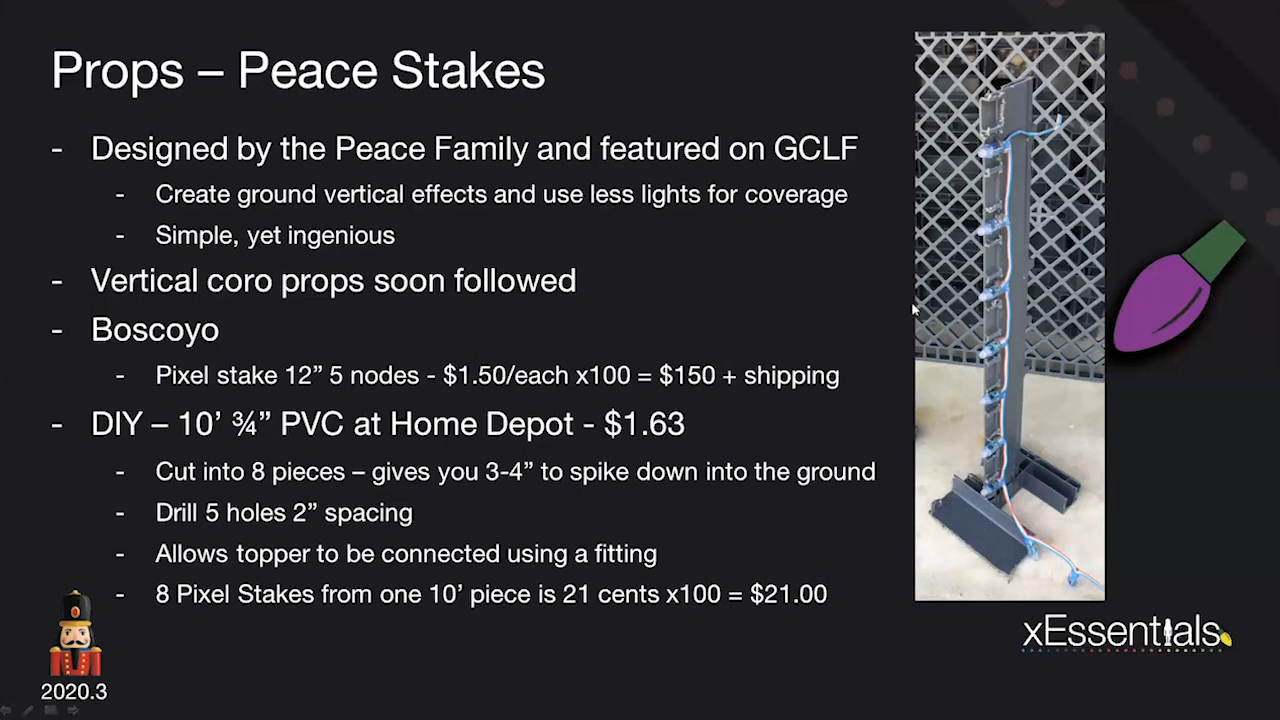 Props – Peace Stakes
- Designed by the Peace Family and featured on GCLF
- Create ground vertical effects and use less lights for coverage
- Simple, yet ingenious
- Vertical coro props soon followed
- Boscoyo
- Pixel stake 12” 5 nodes - $1.50/each x100 = $150 + shipping
- DIY – 10’ ¾” PVC at Home Depot - $1.63
- Cut into 8 pieces – gives you 3-4” to spike down into the ground
- Drill 5 holes 2” spacing
- Allows topper to be connected using a fitting
- 8 Pixel Stakes from one 10’ piece is 21 cents x100 = $21.00
xEssentials
2020.3